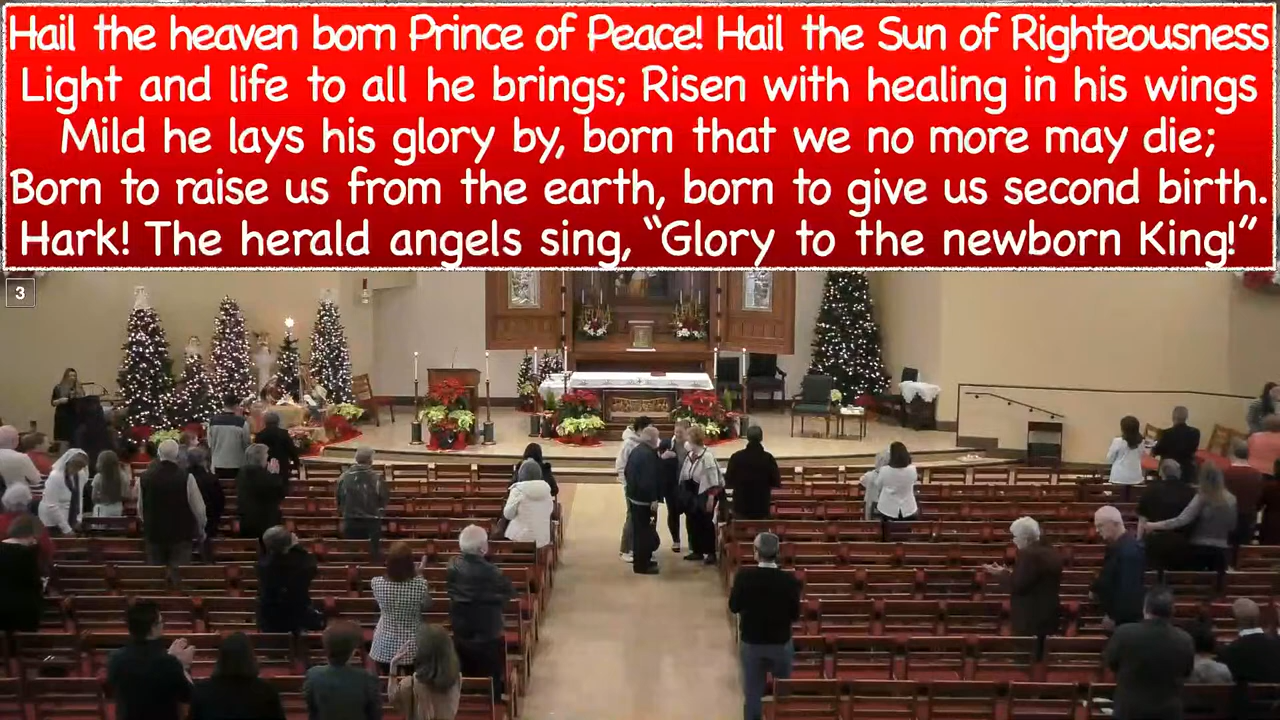 Hail the heaven born Prince of Peace! Hail the Sun of Righteousness
Light and life to all he brings; Risen with healing in his wings
Mild he lays his glory by, born that we no more may die;
Born to raise us from the earth, born to give us second birth.
Hark! The herald angels sing, “Glory to the newborn King!”
3